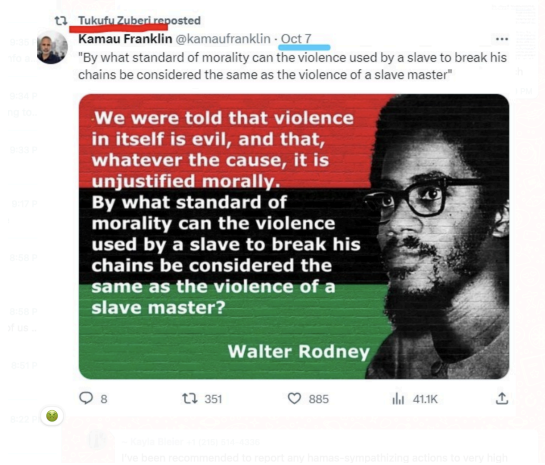 Tukufu Zuberi reposted
Kamau Franklin @kamaufranklin · Oct 7
"By what standard of morality can the violence used by a slave to break his
chains be considered the same as the violence of a slave master"
We were told that violence
in itself is evil, and that,
whatever the cause, it is
unjustified morally.
By what standard of
morality can the violence
used by a slave to break his
chains be considered the
same as the violence of a
slave master?
Walter Rodney
8 351 885 41.1K
I've been recommended to report any hamas-sympathizing actions to very high